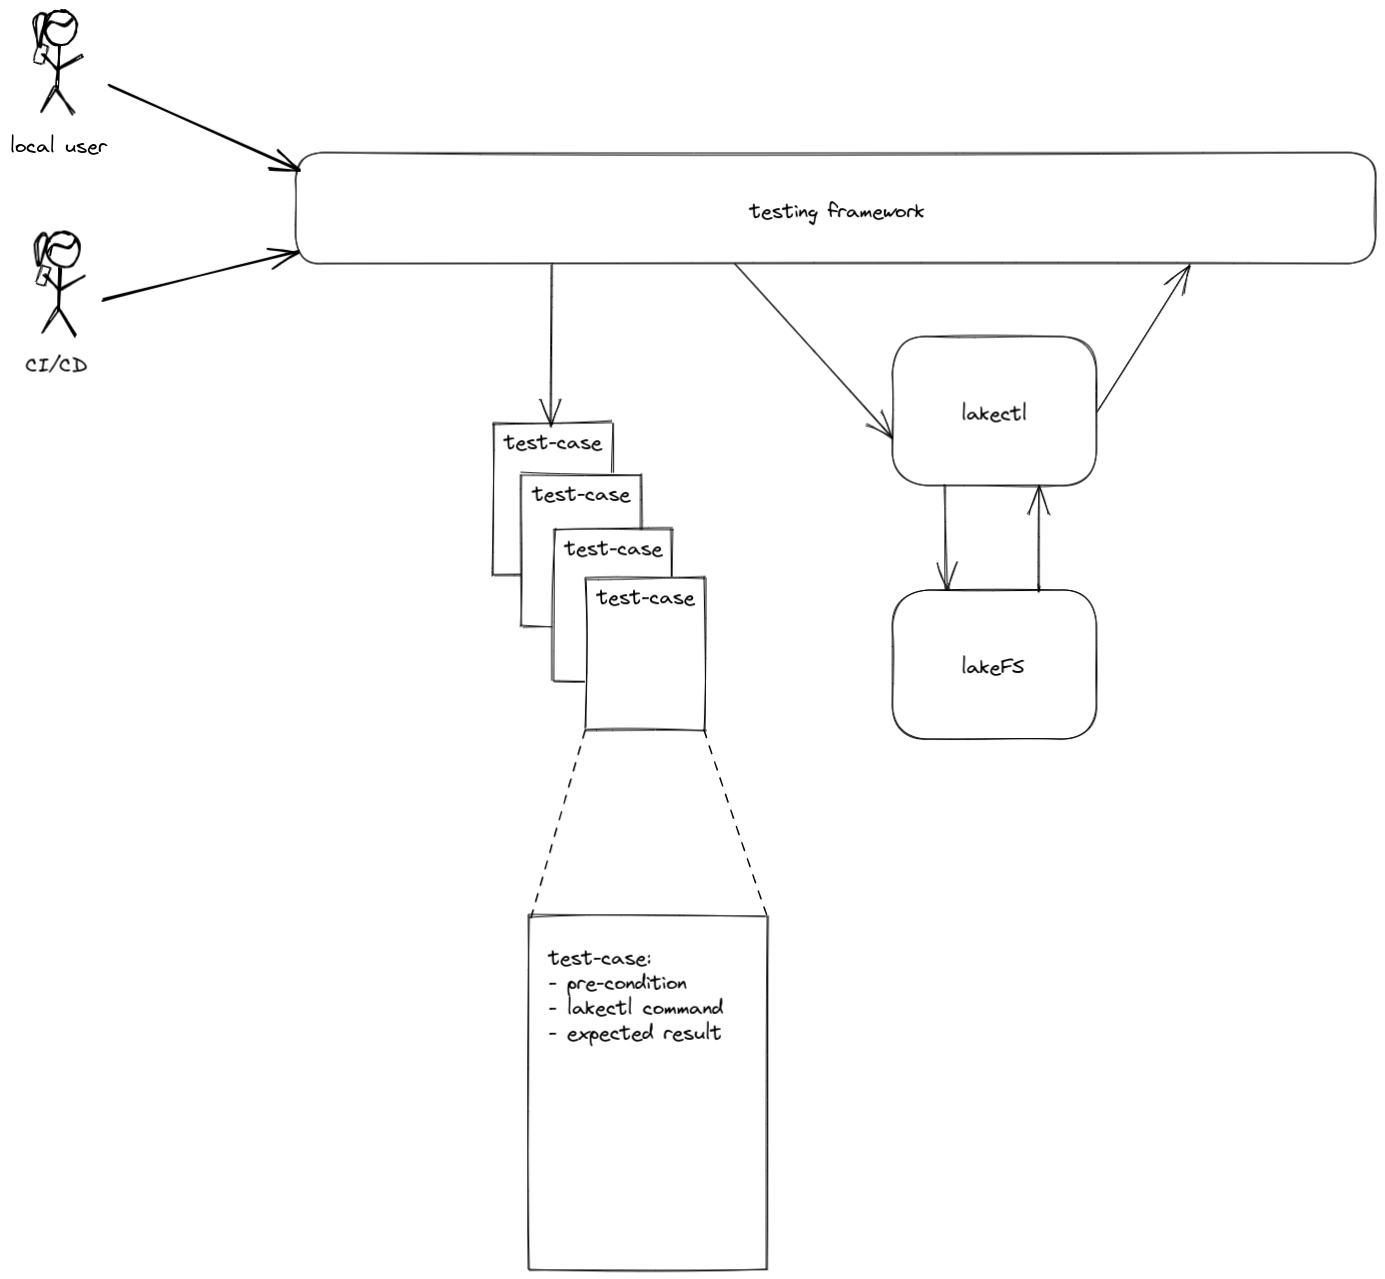 local user
testing framework
CI/CD
lakectl
test-case
test-case
test-case
test-case
lakeFS
test-case:
- pre-condition
- lakectl command
- expected result